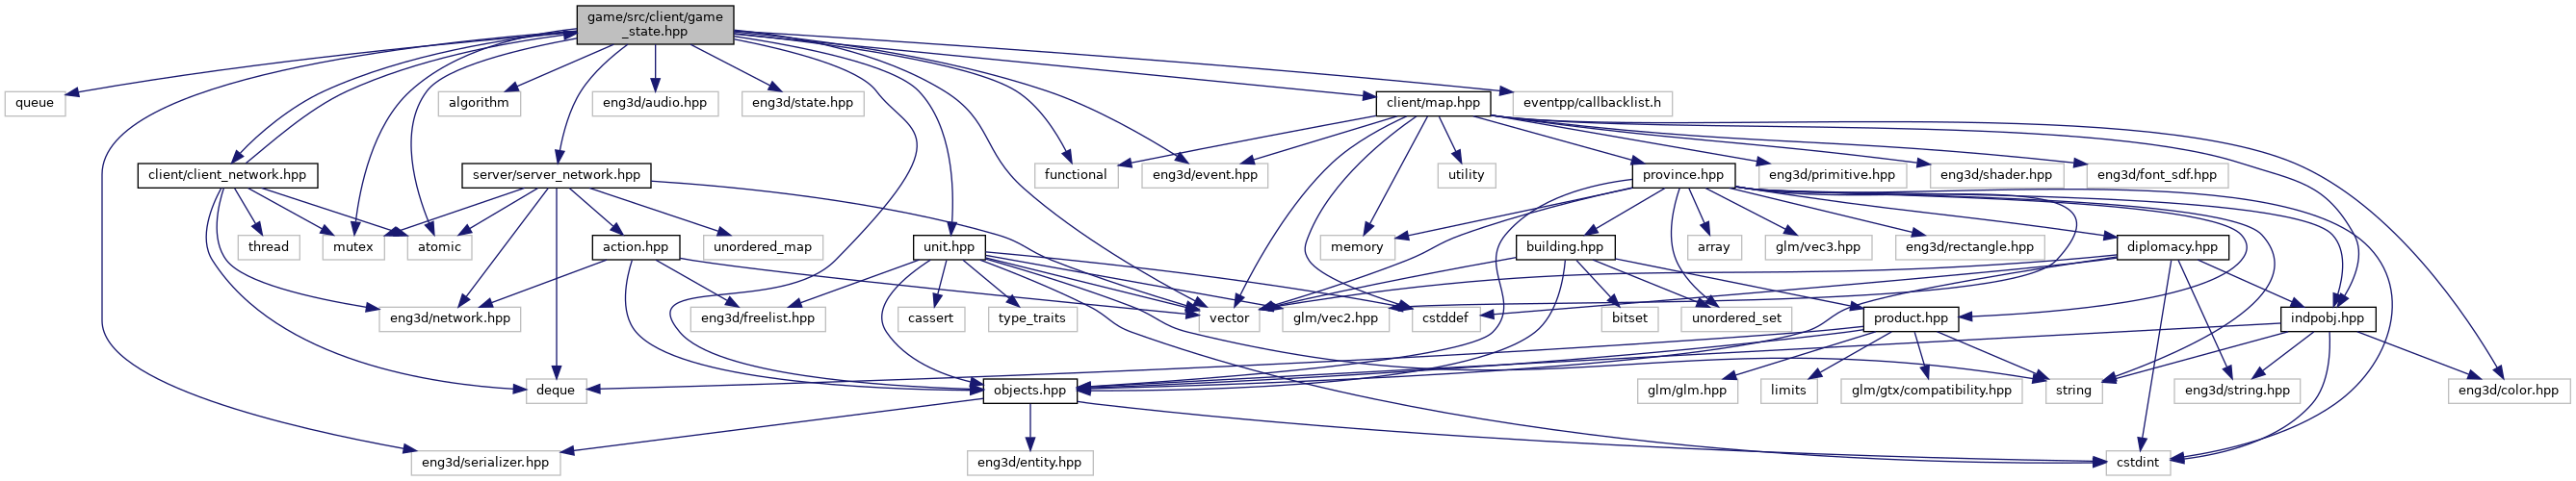 game/src/client/game
_state.hpp
queue
algorithm
eng3d/audio.hpp
eng3d/state.hpp
client/map.hpp
eventpp/callbacklist.h
client/client_network.hpp
server/server_network.hpp
functional
eng3d/event.hpp
utility
province.hpp
eng3d/primitive.hpp
eng3d/shader.hpp
eng3d/font_sdf.hpp
thread
mutex
atomic
action.hpp
unordered_map
unit.hpp
memory
building.hpp
array
glm/vec3.hpp
eng3d/rectangle.hpp
diplomacy.hpp
eng3d/network.hpp
eng3d/freelist.hpp
cassert
type_traits
vector
glm/vec2.hpp
cstddef
bitset
unordered_set
product.hpp
indpobj.hpp
deque
objects.hpp
glm/glm.hpp
limits
glm/gtx/compatibility.hpp
string
eng3d/string.hpp
eng3d/color.hpp
eng3d/serializer.hpp
eng3d/entity.hpp
cstdint